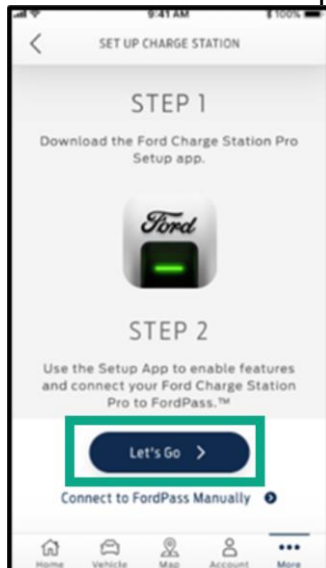 9:41 AM
100%
SET UP CHARGE STATION
STEP 1
Download the Ford Charge Station Pro
Setup app.
Ford
STEP 2
Use the Setup App to enable features
and connect your Ford Charge Station
Pro to FordPass.™
Let's Go
Connect to FordPass Manually
Home Vehicle Map Account More